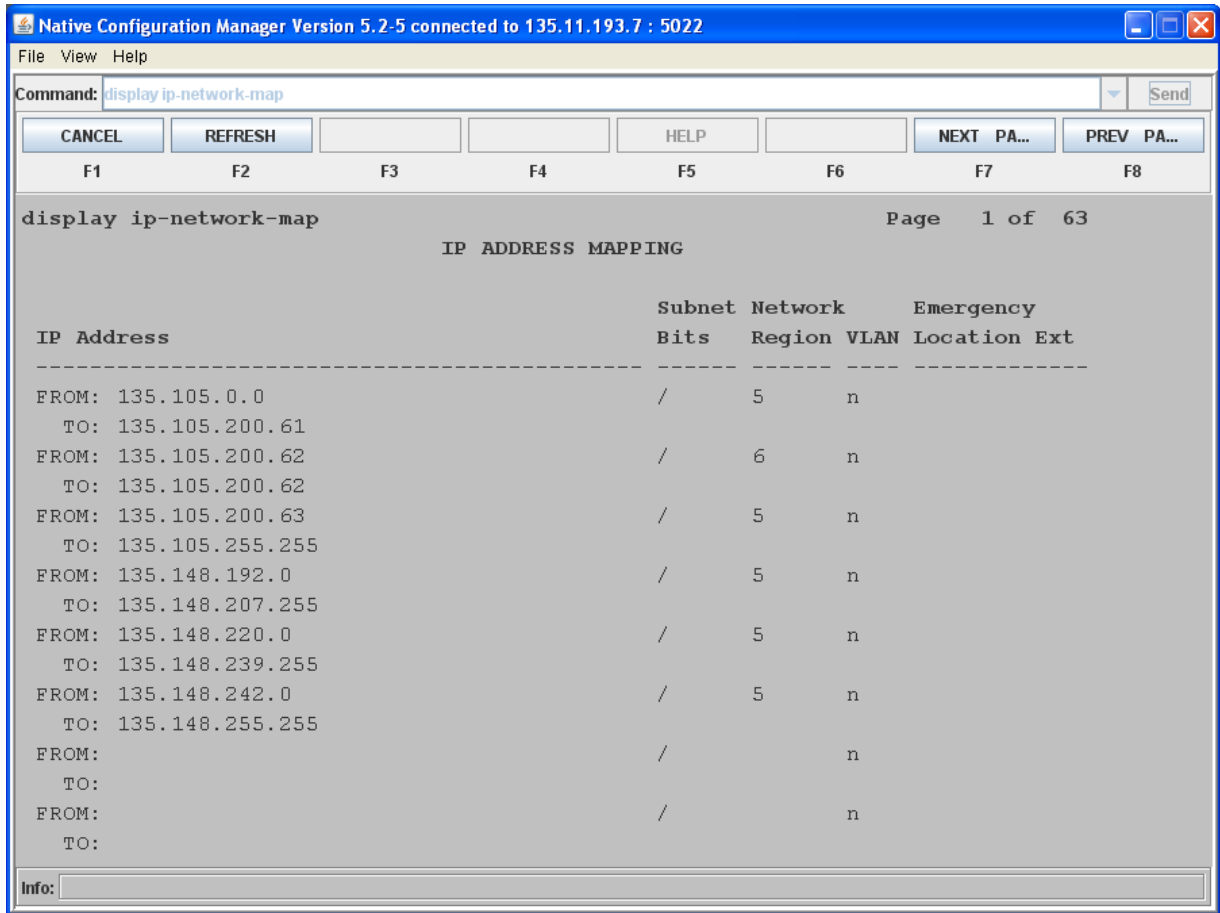 Native Configuration Manager Version 5.2-5 connected to 135.11.193.7 : 5022
File View Help
Command: display ip-network-map Send
CANCEL REFRESH HELP NEXT PA... PREV PA...
F1 F2 F3 F4 F5 F6 F7 F8
display ip-network-map Page 1 of 63
IP ADDRESS MAPPING
Subnet Network Emergency
IP Address Bits Region VLAN Location Ext
--------------------------------------------- ------ ------ ---- -------------
FROM: 135.105.0.0 / 5 n
TO: 135.105.200.61
FROM: 135.105.200.62 / 6 n
TO: 135.105.200.62
FROM: 135.105.200.63 / 5 n
TO: 135.105.255.255
FROM: 135.148.192.0 / 5 n
TO: 135.148.207.255
FROM: 135.148.220.0 / 5 n
TO: 135.148.239.255
FROM: 135.148.242.0 / 5 n
TO: 135.148.255.255
FROM: / n
TO:
FROM: / n
TO:
Info: